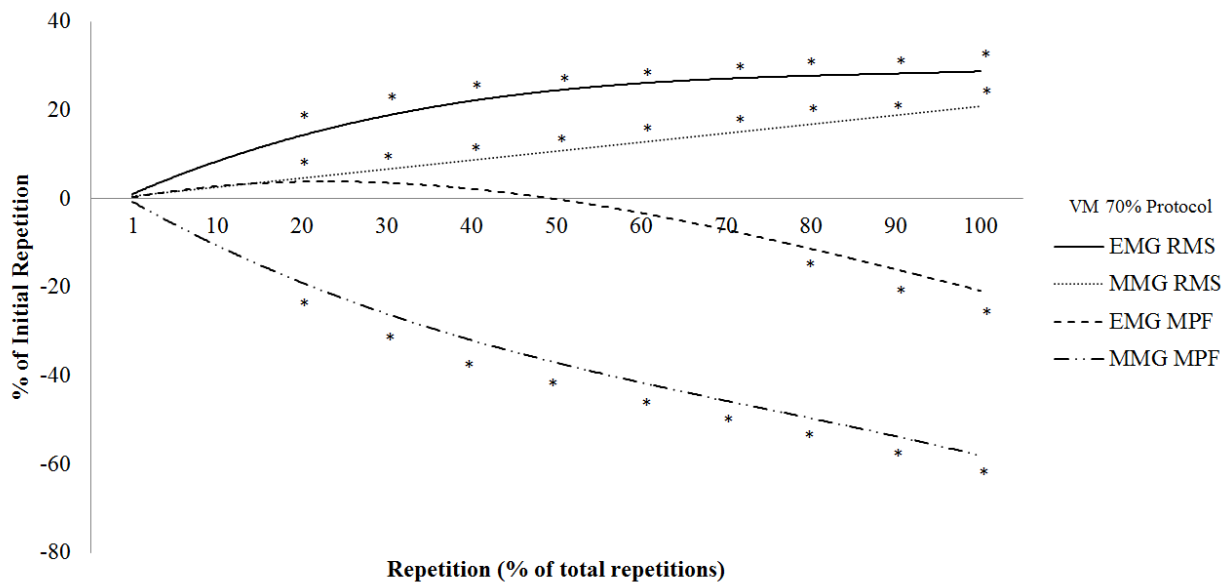 40
20
0
-20
-40
-60
-80
% of Initial Repetition
1 10 20 30 40 50 60 70 80 90 100
Repetition (% of total repetitions)
* * * * * * * * *
* * * * * * * * *
* * *
* * * * * * * * *
VM 70% Protocol
EMG RMS
MMG RMS
EMG MPF
MMG MPF